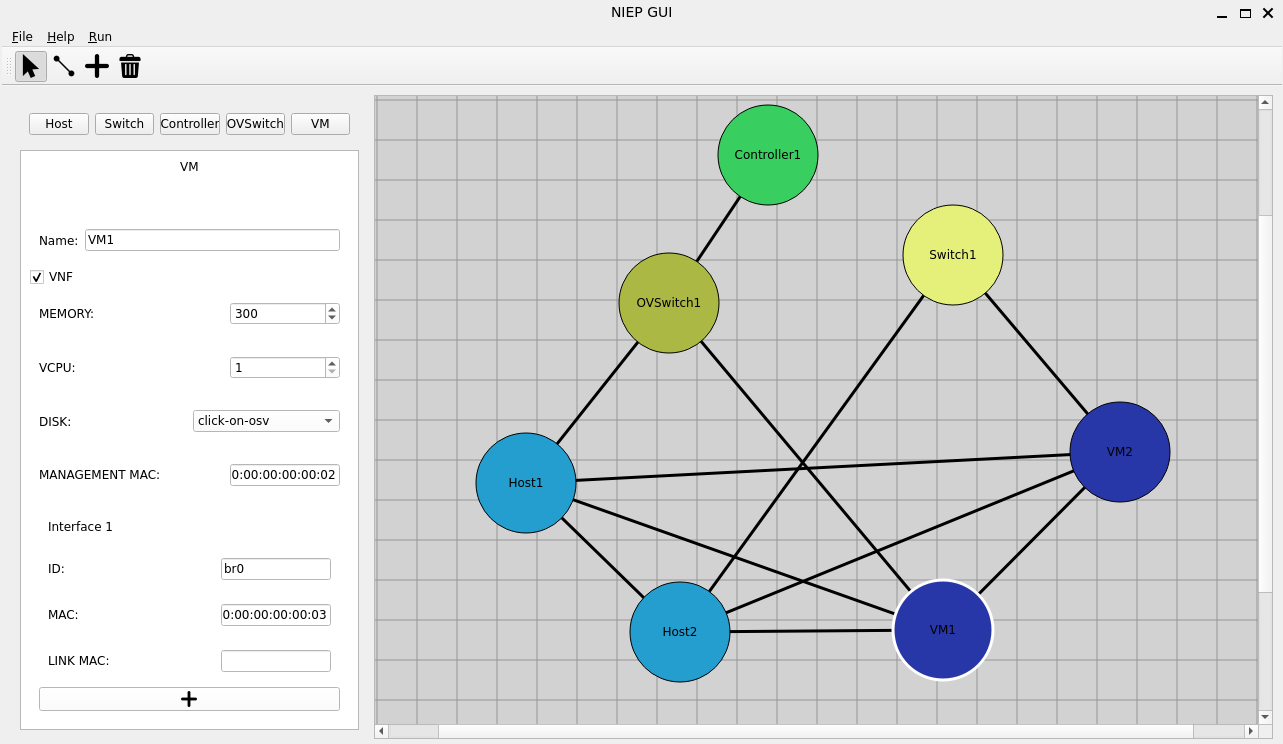 NIEP GUI
File Help Run
Host Switch Controller OVSwitch VM
VM
Name: VM1
VNF
MEMORY: 300
VCPU: 1
DISK: click-on-osv
MANAGEMENT MAC: 0:00:00:00:00:02
Interface 1
ID: br0
MAC: 0:00:00:00:00:03
LINK MAC:
Controller1
Switch1
OVSwitch1
VM2
Host1
VM1
Host2